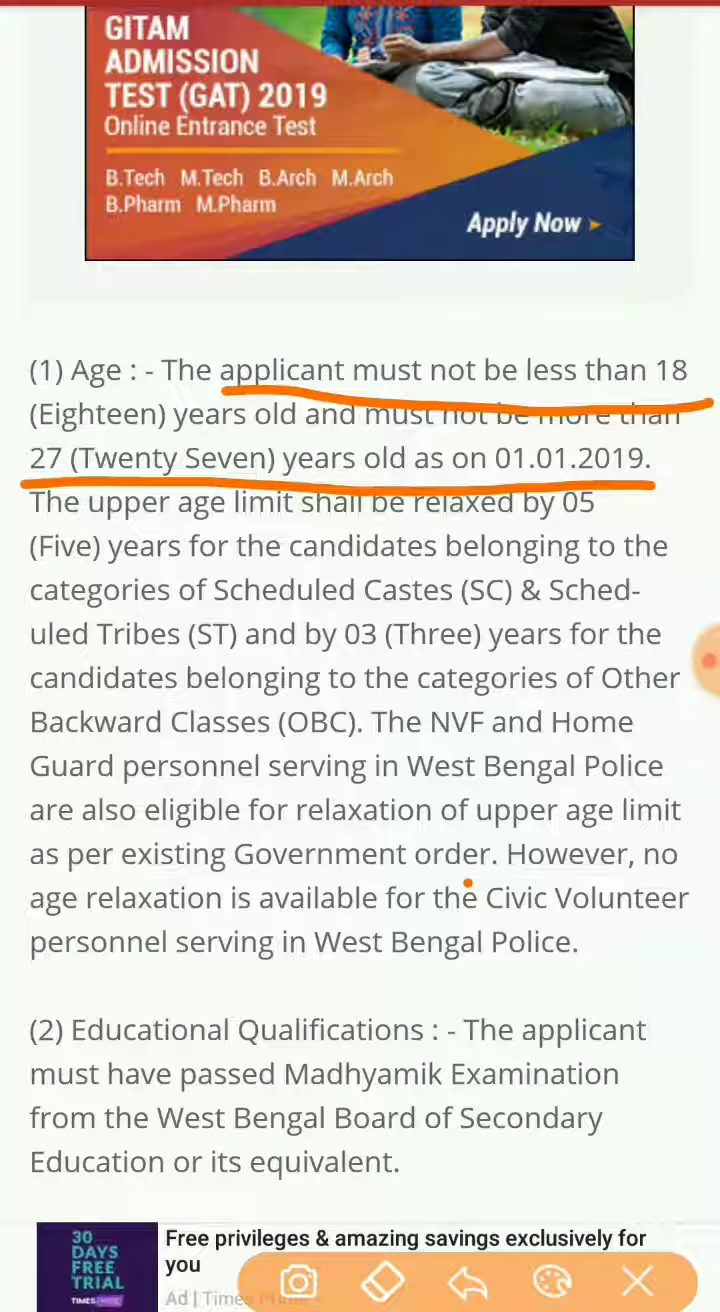 GITAM
ADMISSION
TEST (GAT) 2019
Online Entrance Test
B.Tech M.Tech B.Arch M.Arch
B.Pharm M.Pharm
Apply Now
(1) Age : - The applicant must not be less than 18
(Eighteen) years old and must not be more than
27 (Twenty Seven) years old as on 01.01.2019.
The upper age limit shall be relaxed by 05
(Five) years for the candidates belonging to the
categories of Scheduled Castes (SC) & Sched-
uled Tribes (ST) and by 03 (Three) years for the
candidates belonging to the categories of Other
Backward Classes (OBC). The NVF and Home
Guard personnel serving in West Bengal Police
are also eligible for relaxation of upper age limit
as per existing Government order. However, no
age relaxation is available for the Civic Volunteer
personnel serving in West Bengal Police.
(2) Educational Qualifications : - The applicant
must have passed Madhyamik Examination
from the West Bengal Board of Secondary
Education or its equivalent.
30
DAYS
FREE
TRIAL
TIMES
Free privileges & amazing savings exclusively for
you
Ad | Times